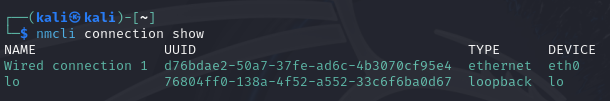 ┌──(kali㉿kali)-[~]
└─$ nmcli connection show
NAME                UUID                                  TYPE      DEVICE
Wired connection 1  d76bdae2-50a7-37fe-ad6c-4b3070cf95e4  ethernet  eth0
lo                  76804ff0-138a-4f52-a552-33c6f6ba0d67  loopback  lo